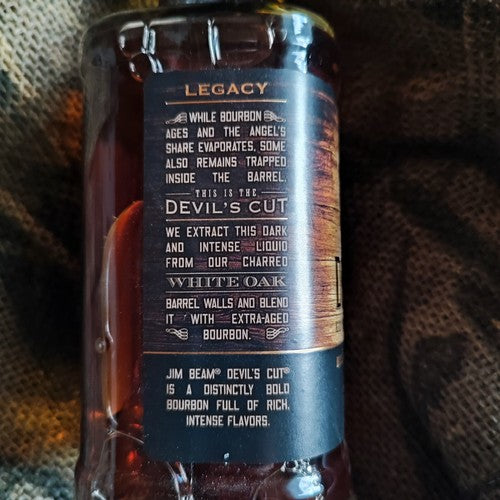 LEGACY
WHILE BOURBON
AGES AND THE ANGEL'S
SHARE EVAPORATES, SOME
ALSO REMAINS TRAPPED
INSIDE THE BARREL.
THIS IS THE
DEVIL'S CUT
WE EXTRACT THIS DARK
AND INTENSE LIQUID
FROM OUR CHARRED
WHITE OAK
BARREL WALLS AND BLEND
IT WITH EXTRA-AGED
BOURBON.
JIM BEAM® DEVIL'S CUT®
IS A DISTINCTLY BOLD
BOURBON FULL OF RICH,
INTENSE FLAVORS.